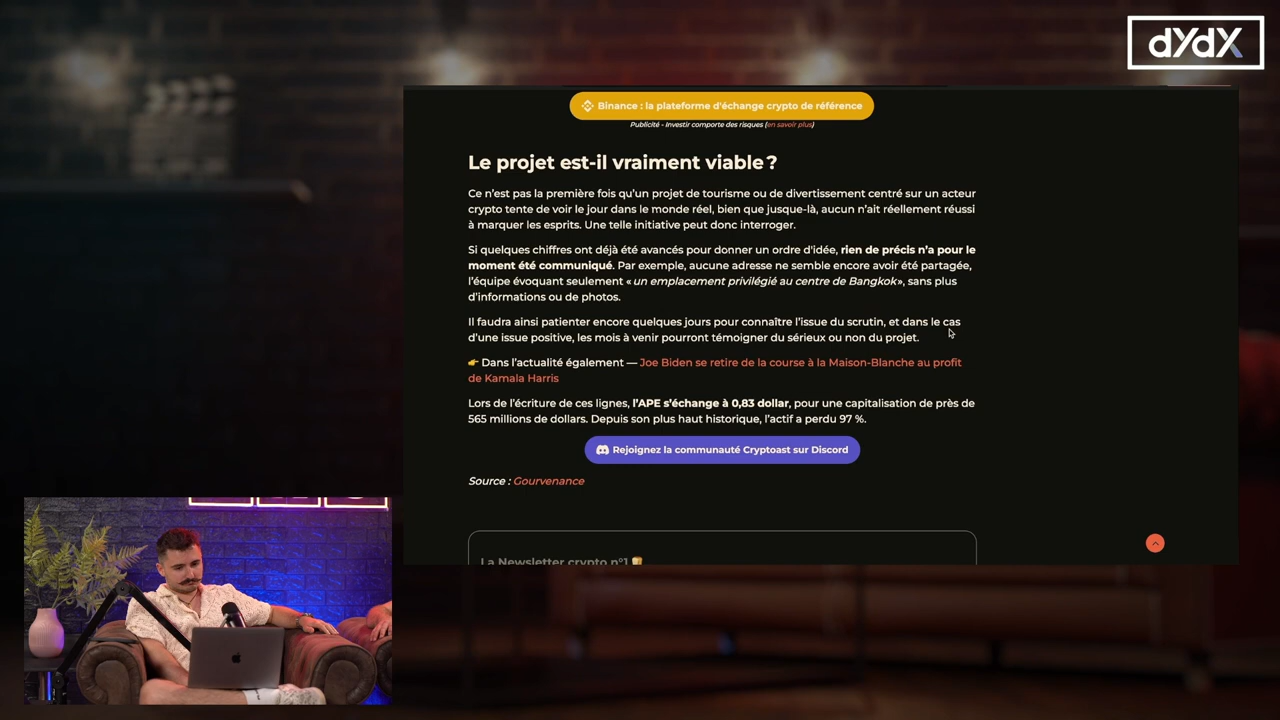 dYdX
Binance : la plateforme d'échange crypto de référence
Publicité - Investir comporte des risques (en savoir plus)
Le projet est-il vraiment viable ?
Ce n'est pas la première fois qu'un projet de tourisme ou de divertissement centré sur un acteur
crypto tente de voir le jour dans le monde réel, bien que jusque-là, aucun n'ait réellement réussi
à marquer les esprits. Une telle initiative peut donc interroger.
Si quelques chiffres ont déjà été avancés pour donner un ordre d'idée, rien de précis n'a pour le
moment été communiqué. Par exemple, aucune adresse ne semble encore avoir été partagée,
l'équipe évoquant seulement « un emplacement privilégié au centre de Bangkok », sans plus
d'informations ou de photos.
Il faudra ainsi patienter encore quelques jours pour connaître l'issue du scrutin, et dans le cas
d'une issue positive, les mois à venir pourront témoigner du sérieux ou non du projet.
👉 Dans l'actualité également — Joe Biden se retire de la course à la Maison-Blanche au profit
de Kamala Harris
Lors de l'écriture de ces lignes, l'APE s'échange à 0,83 dollar, pour une capitalisation de près de
565 millions de dollars. Depuis son plus haut historique, l'actif a perdu 97 %.
Rejoignez la communauté Cryptoast sur Discord
Source : Gourvenance
La Newsletter crypto n°1